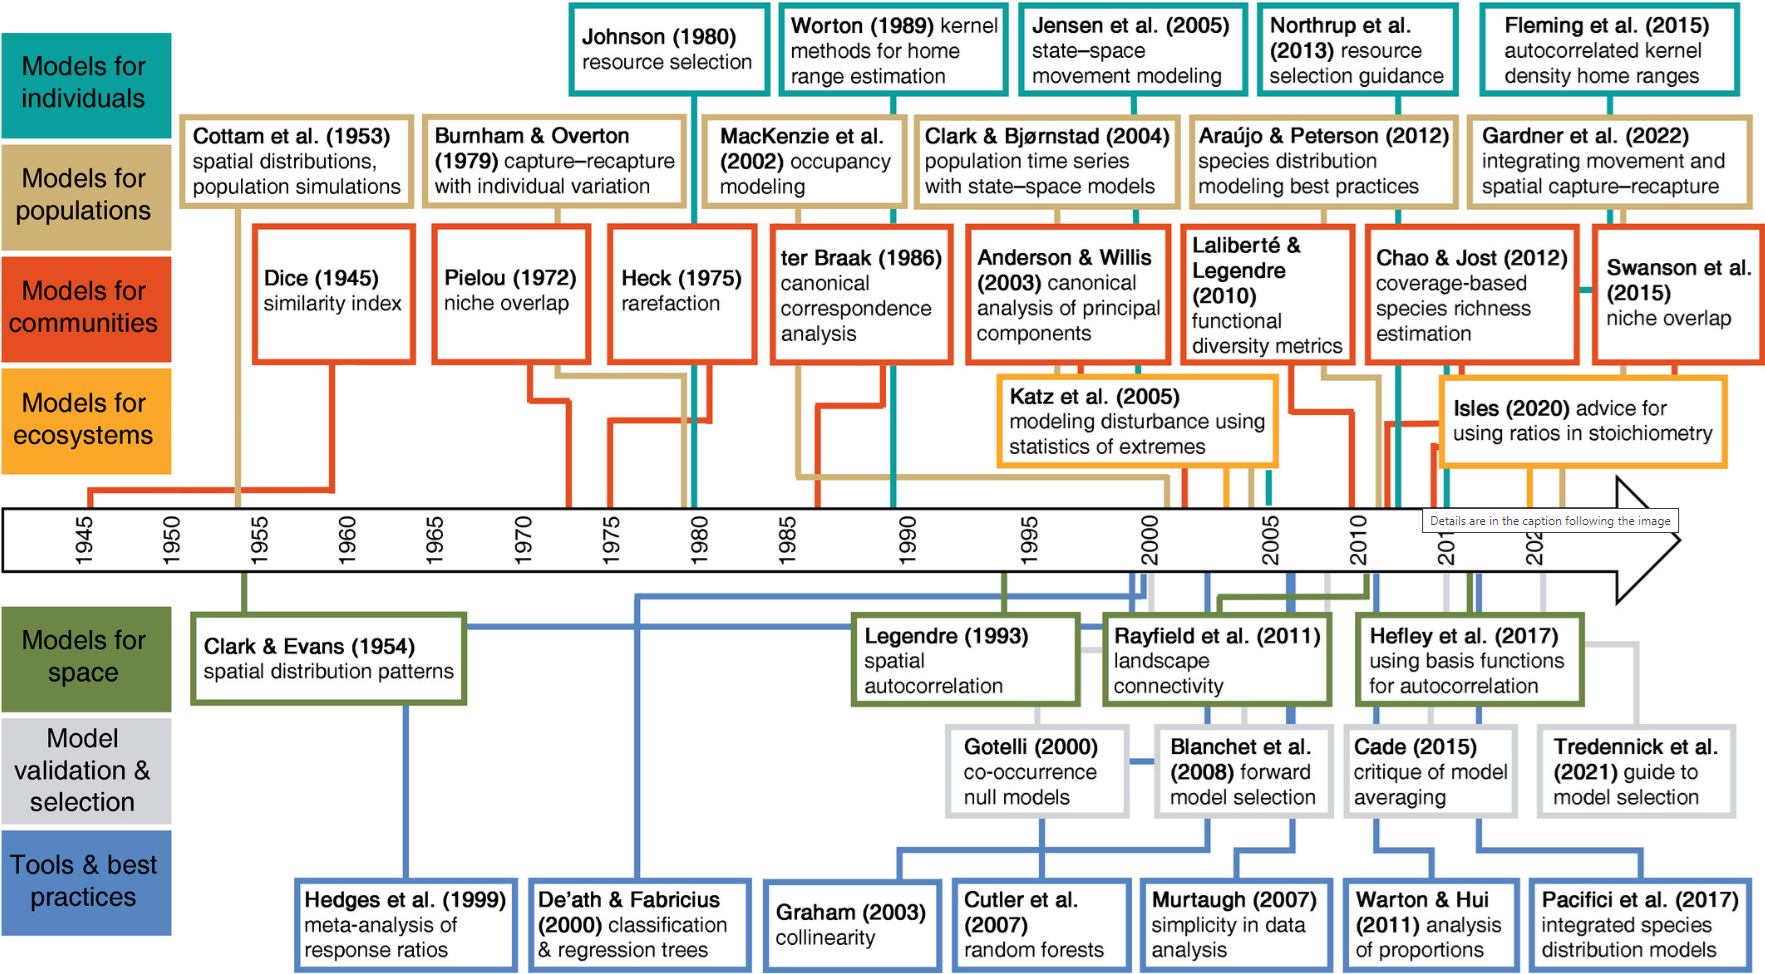 Models for
individuals
Johnson (1980)
resource selection
Worton (1989) kernel
methods for home
range estimation
Jensen et al. (2005)
state–space
movement modeling
Northrup et al.
(2013) resource
selection guidance
Fleming et al. (2015)
autocorrelated kernel
density home ranges
Models for
populations
Cottam et al. (1953)
spatial distributions,
population simulations
Burnham & Overton
(1979) capture–recapture
with individual variation
MacKenzie et al.
(2002) occupancy
modeling
Clark & Bjørnstad (2004)
population time series
with state–space models
Araújo & Peterson (2012)
species distribution
modeling best practices
Gardner et al. (2022)
integrating movement and
spatial capture–recapture
Models for
communities
Dice (1945)
similarity index
Pielou (1972)
niche overlap
Heck (1975)
rarefaction
ter Braak (1986)
canonical
correspondence
analysis
Anderson & Willis
(2003) canonical
analysis of principal
components
Laliberté &
Legendre
(2010)
functional
diversity metrics
Chao & Jost (2012)
coverage-based
species richness
estimation
Swanson et al.
(2015)
niche overlap
Models for
ecosystems
Katz et al. (2005)
modeling disturbance using
statistics of extremes
Isles (2020) advice for
using ratios in stoichiometry
1945
1950
1955
1960
1965
1970
1975
1980
1985
1990
1995
2000
2005
2010
Details are in the caption following the image
Models for
space
Clark & Evans (1954)
spatial distribution patterns
Legendre (1993)
spatial
autocorrelation
Rayfield et al. (2011)
landscape
connectivity
Hefley et al. (2017)
using basis functions
for autocorrelation
Model
validation &
selection
Gotelli (2000)
co-occurrence
null models
Blanchet et al.
(2008) forward
model selection
Cade (2015)
critique of model
averaging
Tredennick et al.
(2021) guide to
model selection
Tools & best
practices
Hedges et al. (1999)
meta-analysis of
response ratios
De'ath & Fabricius
(2000) classification
& regression trees
Graham (2003)
collinearity
Cutler et al.
(2007)
random forests
Murtaugh (2007)
simplicity in data
analysis
Warton & Hui
(2011) analysis
of proportions
Pacifici et al. (2017)
integrated species
distribution models